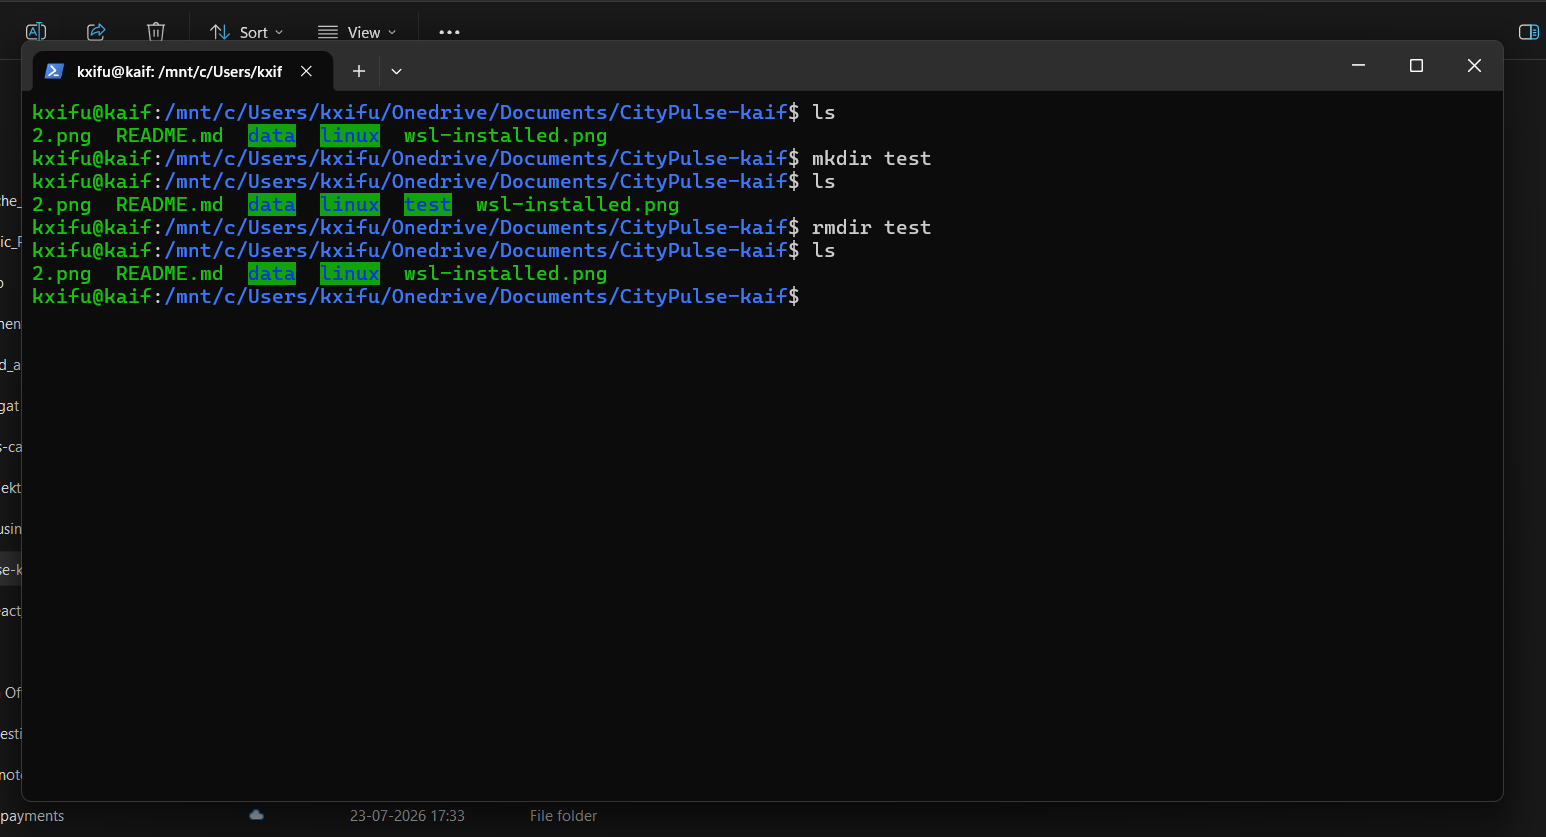 Sort View
kxifu@kaif: /mnt/c/Users/kxif
kxifu@kaif:/mnt/c/Users/kxifu/Onedrive/Documents/CityPulse-kaif$ ls
2.png README.md data linux wsl-installed.png
kxifu@kaif:/mnt/c/Users/kxifu/Onedrive/Documents/CityPulse-kaif$ mkdir test
kxifu@kaif:/mnt/c/Users/kxifu/Onedrive/Documents/CityPulse-kaif$ ls
2.png README.md data linux test wsl-installed.png
kxifu@kaif:/mnt/c/Users/kxifu/Onedrive/Documents/CityPulse-kaif$ rmdir test
kxifu@kaif:/mnt/c/Users/kxifu/Onedrive/Documents/CityPulse-kaif$ ls
2.png README.md data linux wsl-installed.png
kxifu@kaif:/mnt/c/Users/kxifu/Onedrive/Documents/CityPulse-kaif$
payments 23-07-2026 17:33 File folder